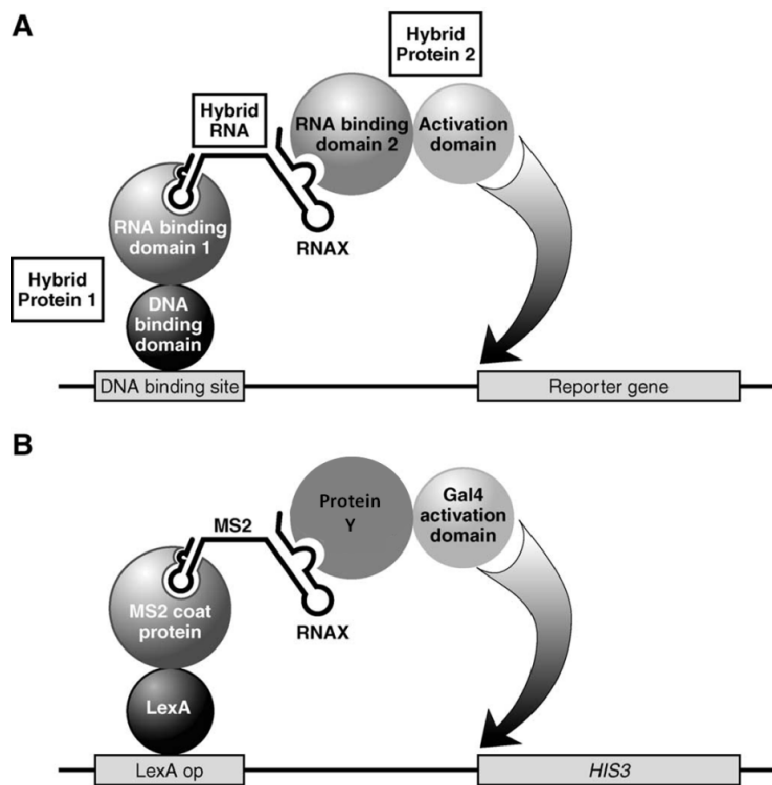 A
Hybrid
Protein 2
Hybrid
RNA
RNA binding
domain 2
Activation
domain
RNA binding
domain 1
RNAX
Hybrid
Protein 1
DNA
binding
domain
DNA binding site
Reporter gene
B
Protein
Y
Gal4
activation
domain
MS2
MS2 coat
protein
RNAX
LexA
LexA op
HIS3